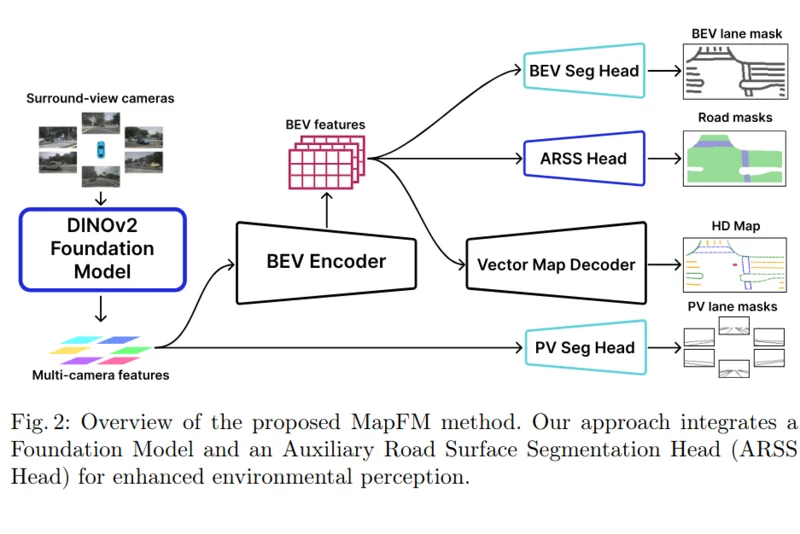 BEV lane mask
BEV Seg Head
Surround-view cameras
BEV features
Road masks
ARSS Head
DINOv2
Foundation
Model
BEV Encoder
HD Map
Vector Map Decoder
PV lane masks
PV Seg Head
Multi-camera features
Fig. 2: Overview of the proposed MapFM method. Our approach integrates a
Foundation Model and an Auxiliary Road Surface Segmentation Head (ARSS
Head) for enhanced environmental perception.